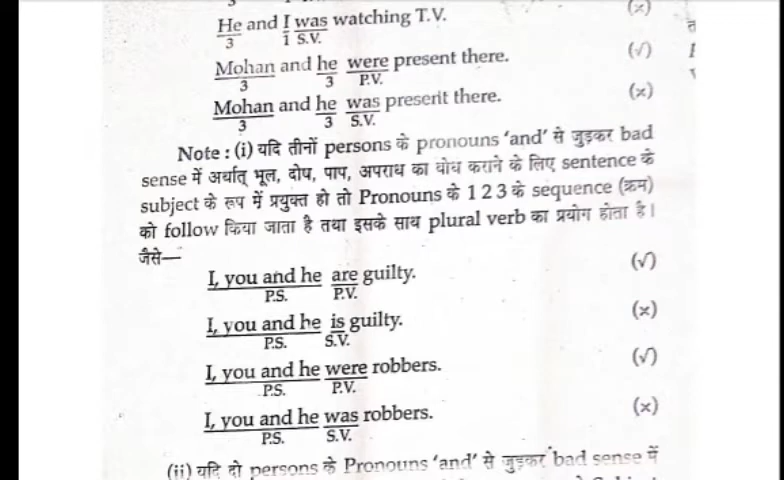 He and I was watching T.V. (×)
3 1 S.V.
Mohan and he were present there. (√)
3 3 P.V.
Mohan and he was present there. (×)
3 3 S.V.
Note : (i) यदि तीनों persons के pronouns 'and' से जुड़कर bad
sense में अर्थात् भूल, दोष, पाप, अपराध का बोध कराने के लिए sentence के
subject के रूप में प्रयुक्त हो तो Pronouns के 1 2 3 के sequence (क्रम)
को follow किया जाता है तथा इसके साथ plural verb का प्रयोग होता है।
जैसे—
I, you and he are guilty. (√)
P.S. P.V.
I, you and he is guilty. (×)
P.S. S.V.
I, you and he were robbers. (√)
P.S. P.V.
I, you and he was robbers. (×)
P.S. S.V.
(ii) यदि दो persons के Pronouns 'and' से जुड़कर bad sense में